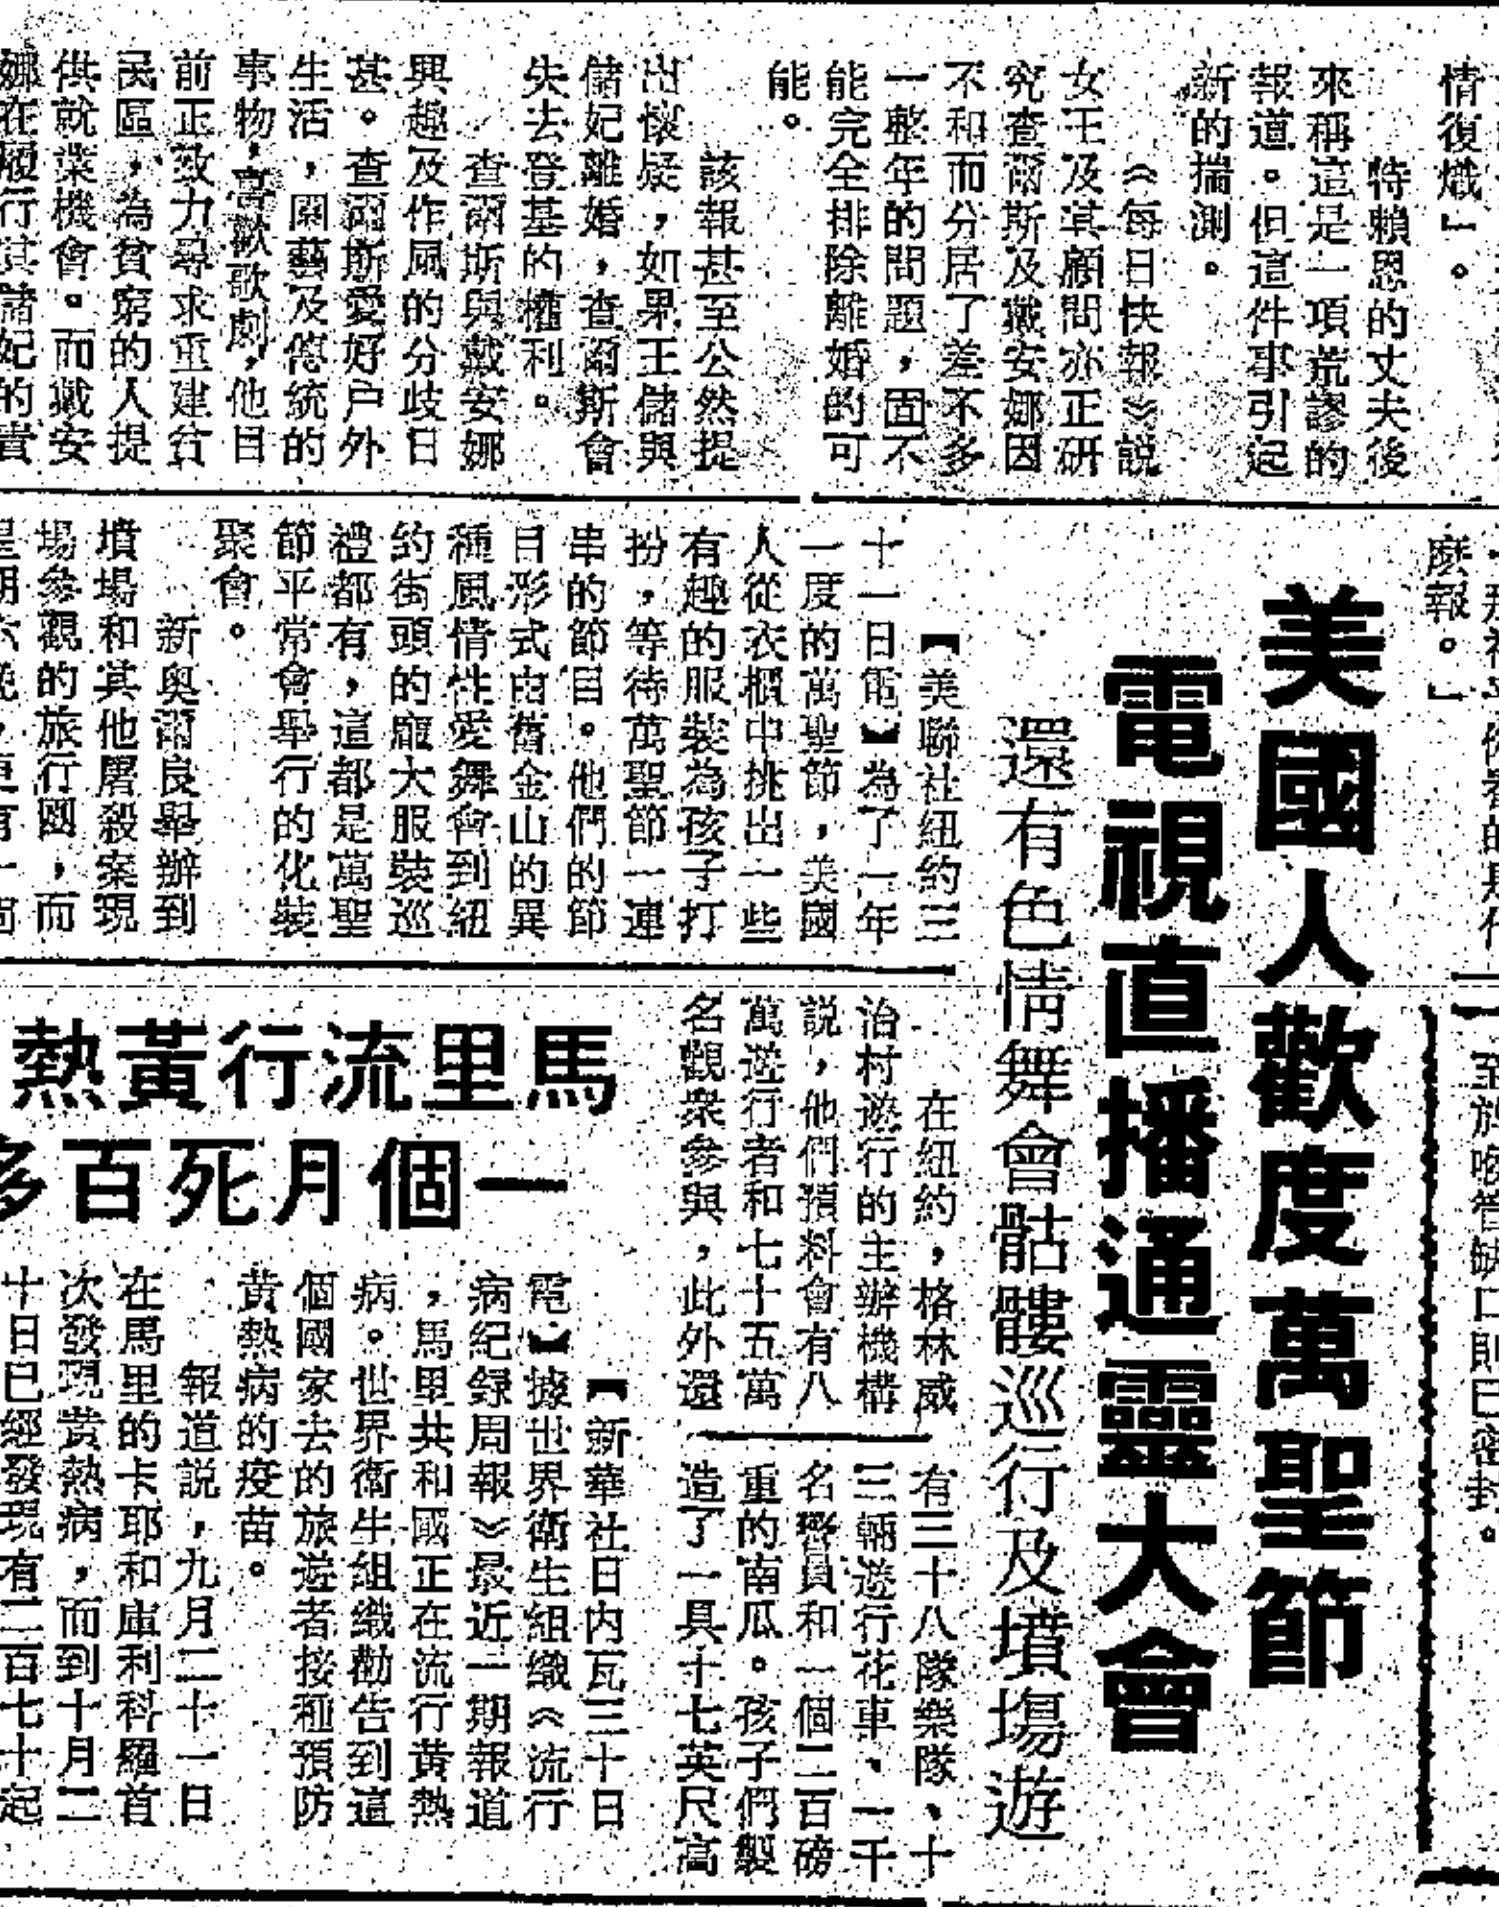 情復熾」。
特賴恩的丈夫後
來稱這是一項荒謬的
報道。但這件事引起
新的揣測。
《每日快報》説
女王及其顧問亦正研
究查爾斯及戴安娜因
不和而分居了差不多
一整年的問題，固不
能完全排除離婚的可
能。
該報甚至公然提
出懷疑，如果王儲與
儲妃離婚，查爾斯會
失去登基的權利。
查爾斯與戴安娜
興趣及作風的分歧日
甚。查爾斯愛好户外
生活，園藝及傳統的
事物，喜歡歌劇，他目
前正致力尋求重建貧
民區，為貧窮的人提
供就業機會。而戴安
娜在履行其儲妃的責
麽報。」
至於喉管缺口則已密封。
美國人歡度萬聖節
電視直播通靈大會
還有色情舞會骷髏巡行及墳塲遊
【美聯社紐約三
十一日電】為了一年
一度的萬聖節，美國
人從衣櫃中挑出一些
有趣的服裝為孩子打
扮，等待萬聖節一連
串的節目。他們的節
目形式由舊金山的異
種風情性愛舞會到紐
約街頭的龐大服裝巡
禮都有，這都是萬聖
節平常會舉行的化裝
聚會。
新奥爾良舉辦到
墳場和其他屠殺案現
場參觀的旅行團，而
在紐約，格林威
治村遊行的主辦機構
説，他們預料會有八
萬遊行者和七十五萬
名觀衆參與，此外還
有三十八隊樂隊、十
三輛遊行花車、一千
名警員和一個二百磅
重的南瓜。孩子們製
造了一具十七英尺高
馬里流行黃熱
一個月死百多
【新華社日内瓦三十日
電】據世界衛生組織《流行
病紀録周報》最近一期報道
，馬里共和國正在流行黃熱
病。世界衛生組織勸告到這
個國家去的旅遊者接種預防
黃熱病的疫苗。
報道説，九月二十一日
在馬里的卡耶和庫利科羅首
次發現黃熱病，而到十月二
十日已經發現有二百七十起